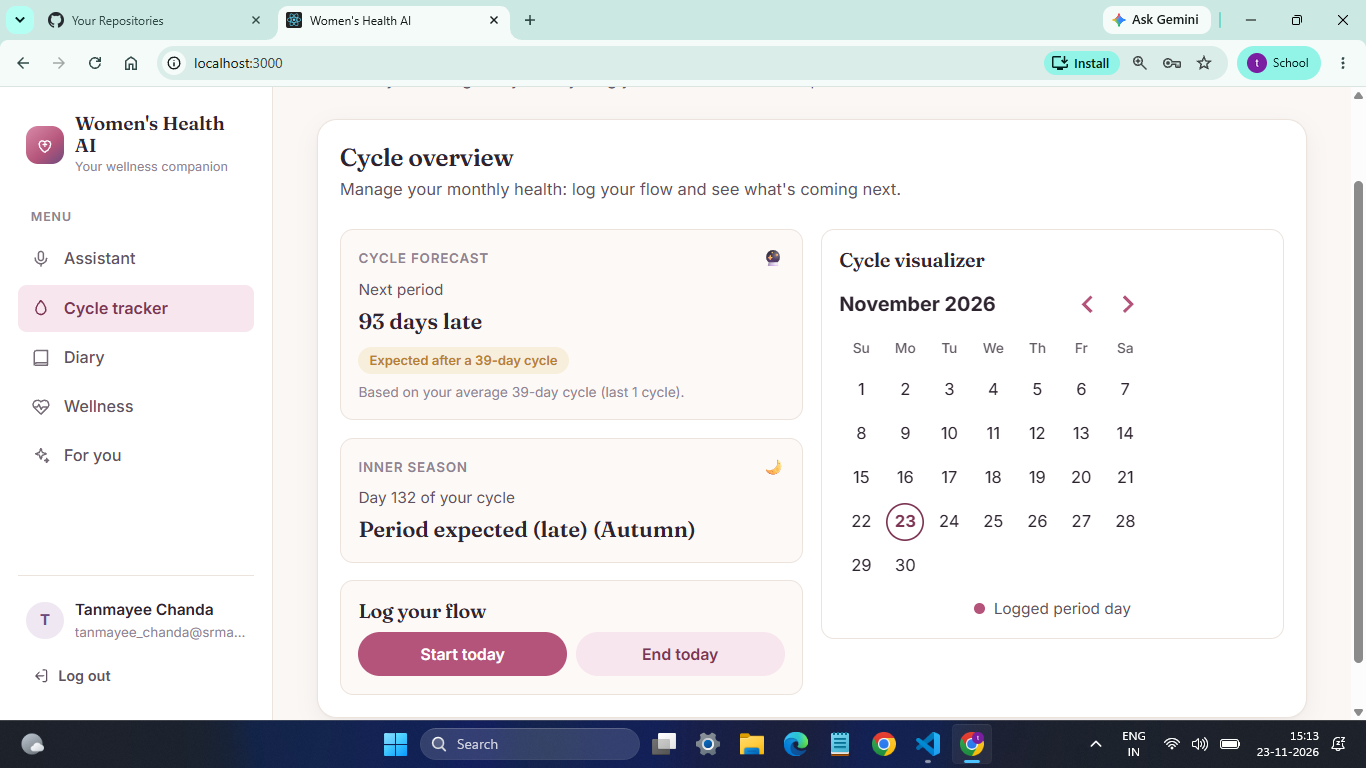 Your Repositories
Women's Health AI
Ask Gemini
localhost:3000
Install
t
School
Women's Health
AI
Your wellness companion
MENU
Assistant
Cycle tracker
Diary
Wellness
For you
T
Tanmayee Chanda
tanmayee_chanda@srma...
Log out
Cycle overview
Manage your monthly health: log your flow and see what's coming next.
CYCLE FORECAST
Next period
93 days late
Expected after a 39-day cycle
Based on your average 39-day cycle (last 1 cycle).
INNER SEASON
Day 132 of your cycle
Period expected (late) (Autumn)
Log your flow
Start today
End today
Cycle visualizer
November 2026
Su Mo Tu We Th Fr Sa
1 2 3 4 5 6 7
8 9 10 11 12 13 14
15 16 17 18 19 20 21
22 23 24 25 26 27 28
29 30
Logged period day
Search
ENG
IN
15:13
23-11-2026